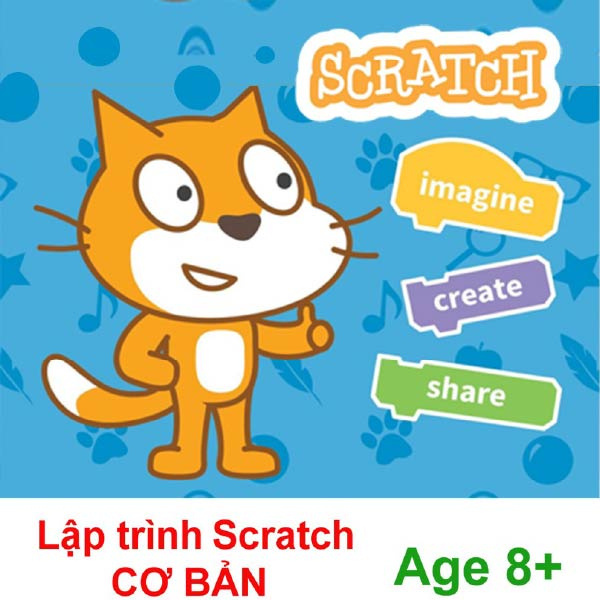 SCRATCH
imagine
create
share
Lập trình Scratch
CƠ BẢN
Age 8+